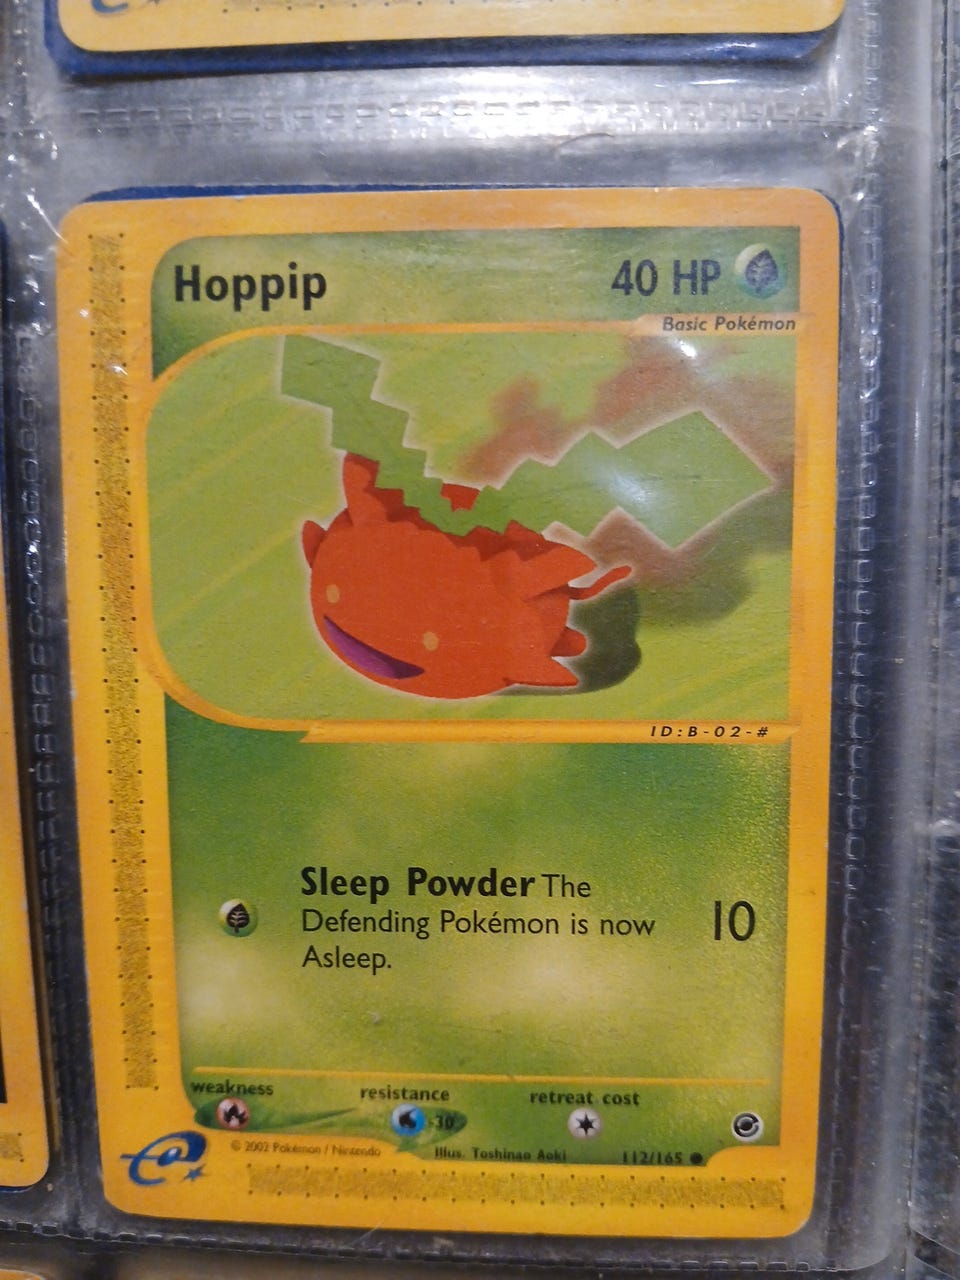 Hoppip 40 HP
Basic Pokémon
ID:B-02-#
Sleep Powder The
Defending Pokémon is now
Asleep.
10
weakness resistance retreat cost
-30
© 2002 Pokémon / Nintendo Illus. Toshinao Aoki 112/165
e